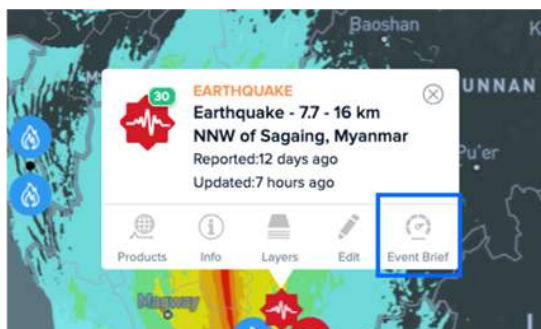 Baoshan
K
UNNAN
M
30
EARTHQUAKE
Earthquake - 7.7 - 16 km
NNW of Sagaing, Myanmar
Reported:12 days ago
Updated:7 hours ago
Pu'er
Products
Info
Layers
Edit
Event Brief
Magway